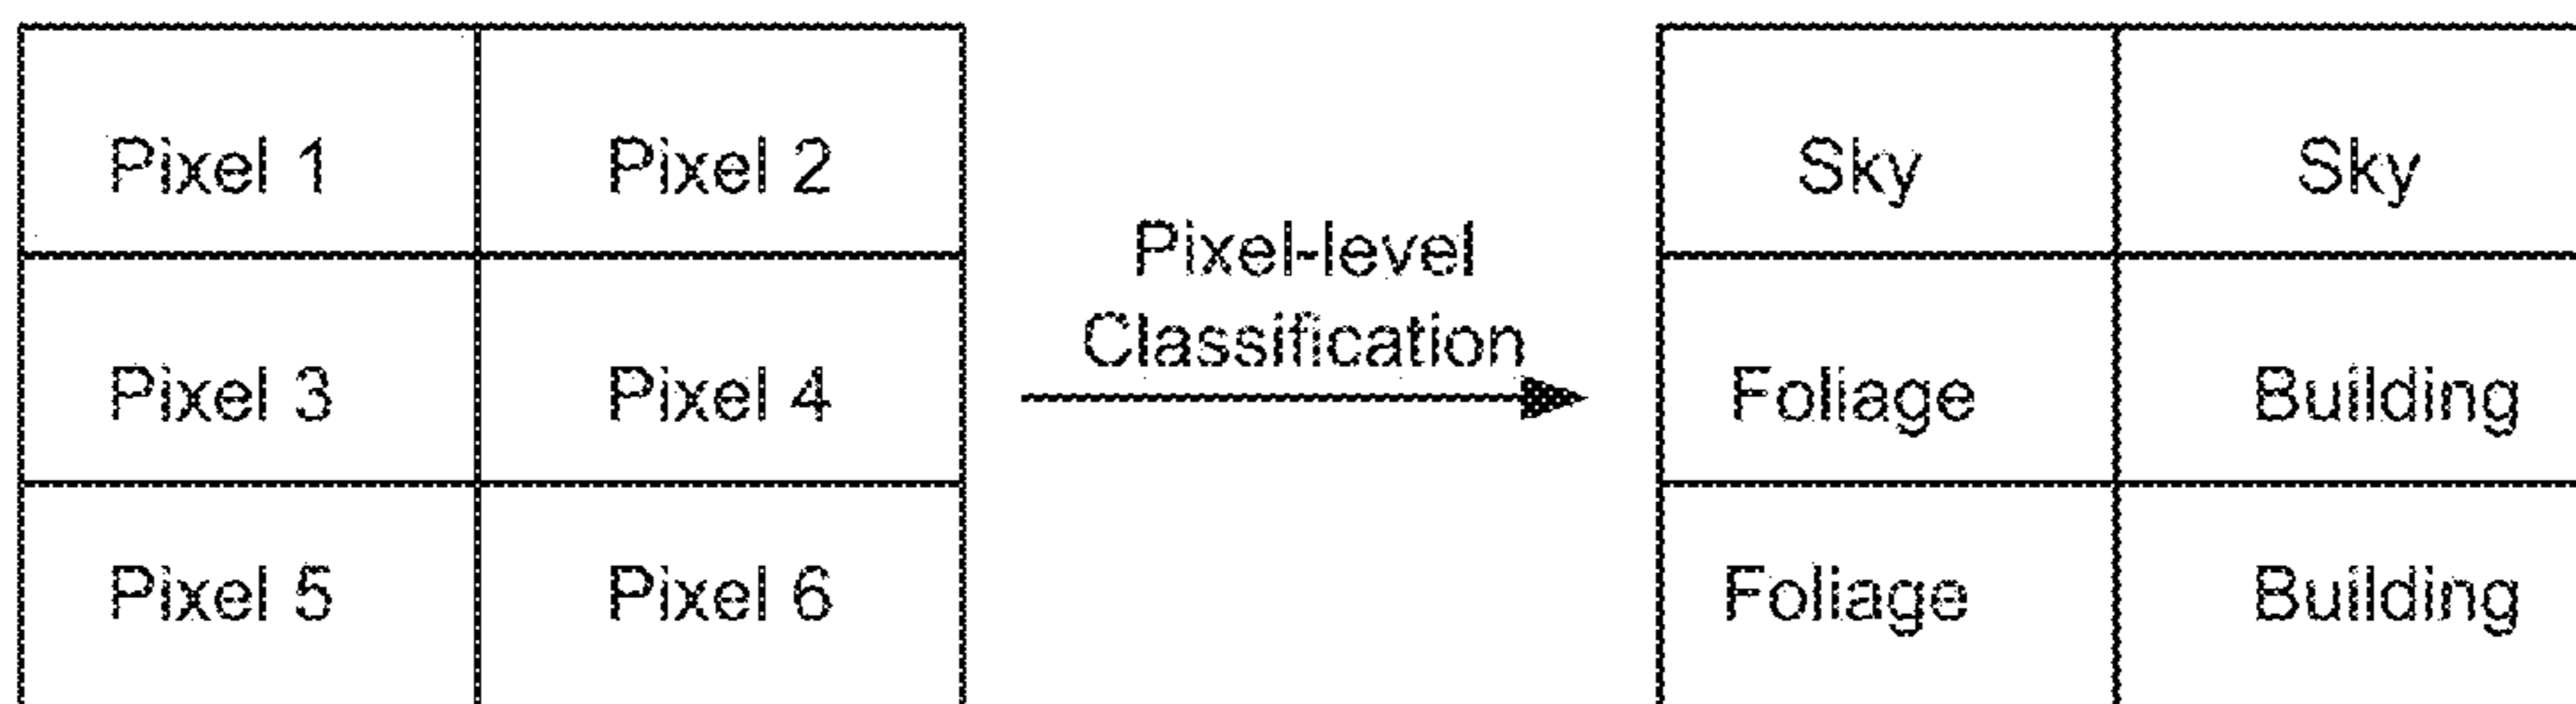 Pixel 1 Pixel 2
Pixel 3 Pixel 4
Pixel 5 Pixel 6
Pixel-level
Classification
Sky Sky
Foliage Building
Foliage Building